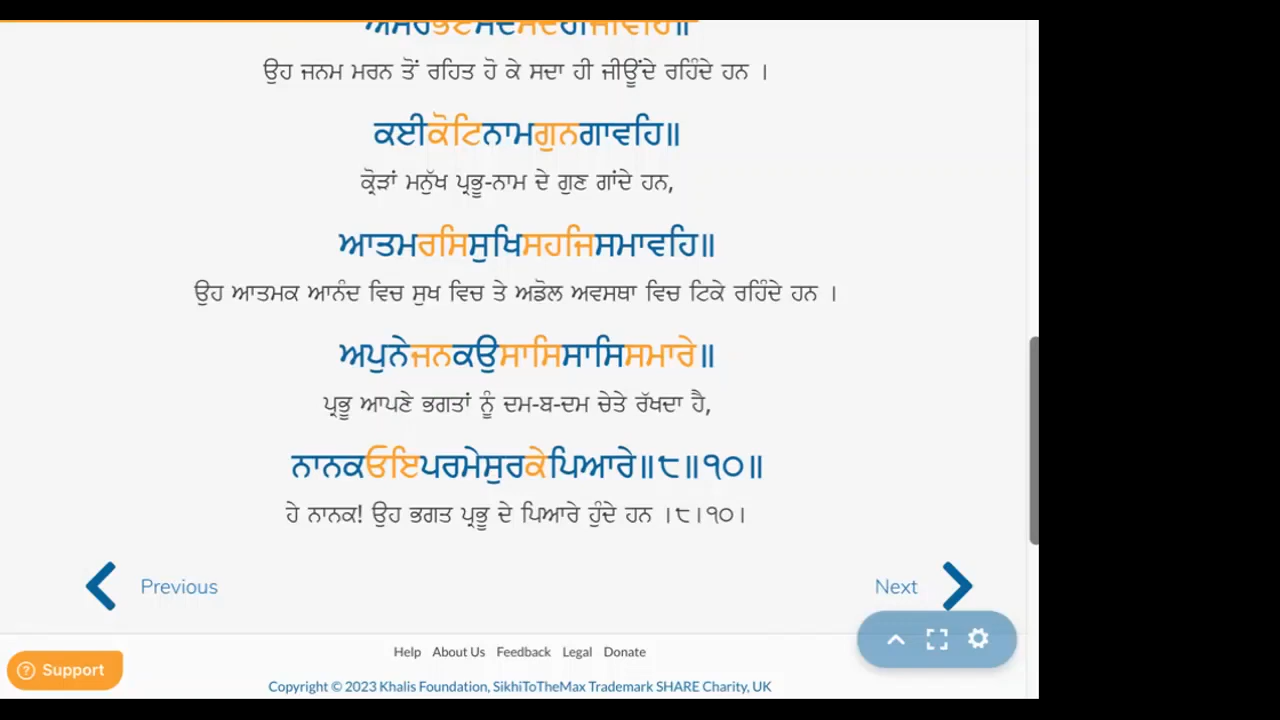 ਉਹ ਜਨਮ ਮਰਨ ਤੋਂ ਰਹਿਤ ਹੋ ਕੇ ਸਦਾ ਹੀ ਜੀਊਂਦੇ ਰਹਿੰਦੇ ਹਨ ।
ਕਈਕੋਟਿਨਾਮਗੁਨਗਾਵਹਿ॥
ਕ੍ਰੋੜਾਂ ਮਨੁੱਖ ਪ੍ਰਭੂ-ਨਾਮ ਦੇ ਗੁਣ ਗਾਂਦੇ ਹਨ,
ਆਤਮਰਸਿਸੁਖਿਸਹਜਿਸਮਾਵਹਿ॥
ਉਹ ਆਤਮਕ ਆਨੰਦ ਵਿਚ ਸੁਖ ਵਿਚ ਤੇ ਅਡੋਲ ਅਵਸਥਾ ਵਿਚ ਟਿਕੇ ਰਹਿੰਦੇ ਹਨ ।
ਅਪੁਨੇਜਨਕਉਸਾਸਿਸਾਸਿਸਮਾਰੇ॥
ਪ੍ਰਭੂ ਆਪਣੇ ਭਗਤਾਂ ਨੂੰ ਦਮ-ਬ-ਦਮ ਚੇਤੇ ਰੱਖਦਾ ਹੈ,
ਨਾਨਕਓਇਪਰਮੇਸੁਰਕੇਪਿਆਰੇ॥੮॥੧੦॥
ਹੇ ਨਾਨਕ! ਉਹ ਭਗਤ ਪ੍ਰਭੂ ਦੇ ਪਿਆਰੇ ਹੁੰਦੇ ਹਨ ।੮।੧੦।
Previous
Next
Help About Us Feedback Legal Donate
Support
Copyright © 2023 Khalis Foundation, SikhiToTheMax Trademark SHARE Charity, UK